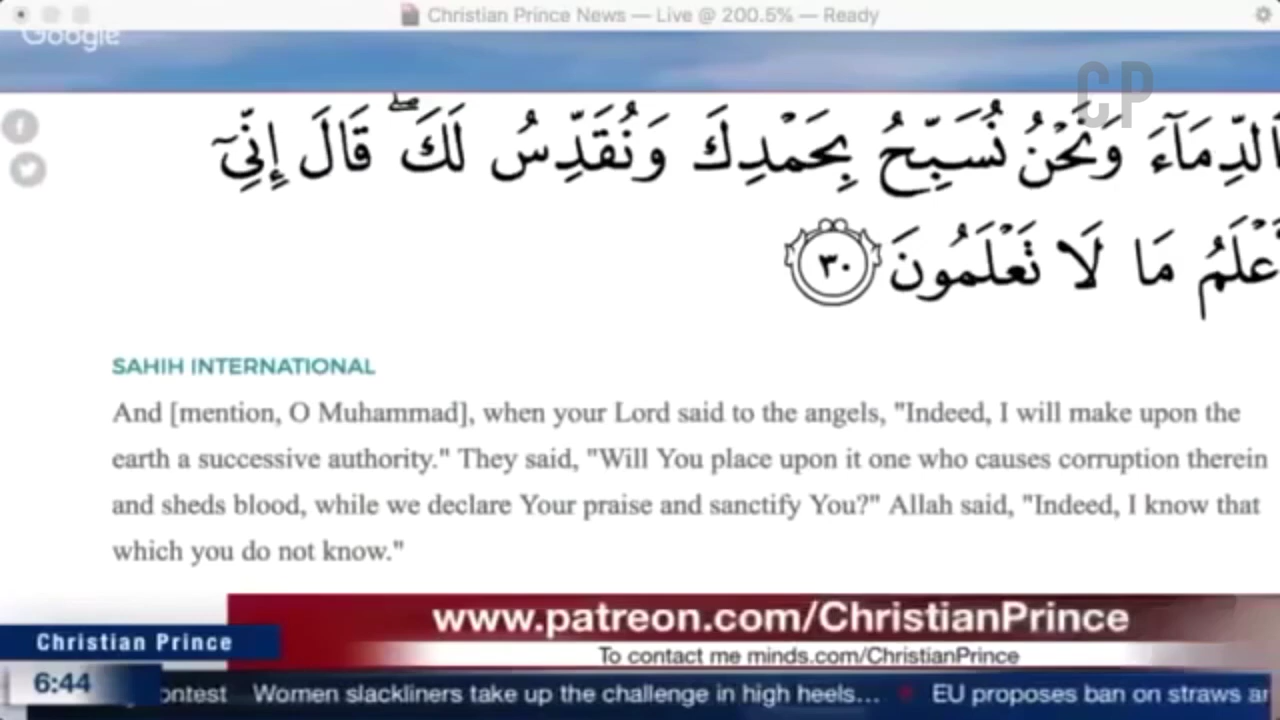 Christian Prince News — Live @ 200.5% — Ready
Google
CP
ٱلدِّمَآءَ وَنَحْنُ نُسَبِّحُ بِحَمْدِكَ وَنُقَدِّسُ لَكَ ۖ قَالَ إِنِّىٓ
أَعْلَمُ مَا لَا تَعْلَمُونَ ٣٠
SAHIH INTERNATIONAL
And [mention, O Muhammad], when your Lord said to the angels, "Indeed, I will make upon the
earth a successive authority." They said, "Will You place upon it one who causes corruption therein
and sheds blood, while we declare Your praise and sanctify You?" Allah said, "Indeed, I know that
which you do not know."
www.patreon.com/ChristianPrince
Christian Prince
To contact me minds.com/ChristianPrince
6:44
ontest Women slackliners take up the challenge in high heels... EU proposes ban on straws